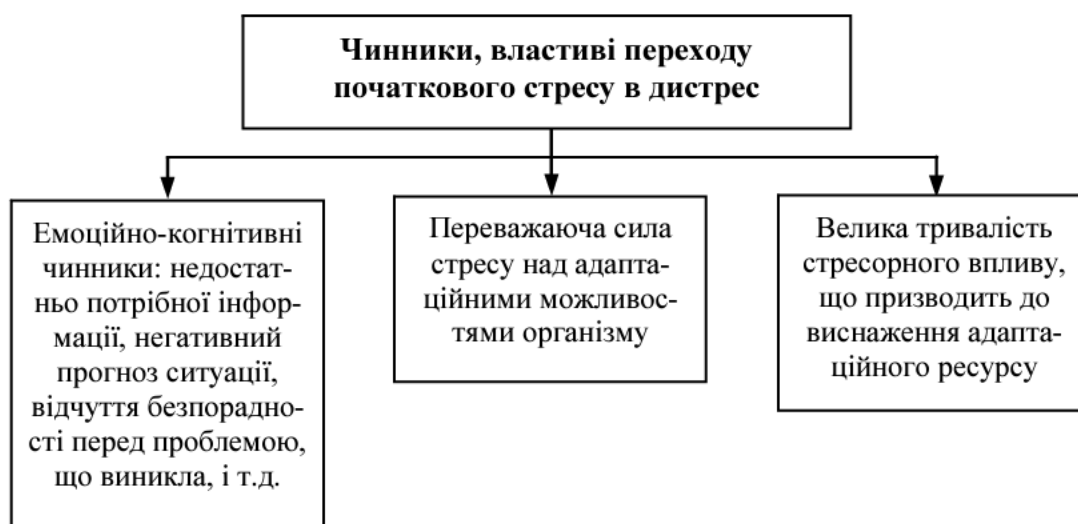 Чинники, властиві переходу
початкового стресу в дистрес
Емоційно-когнітивні
чинники: недостат-
ньо потрібної інфор-
мації, негативний
прогноз ситуації,
відчуття безпорадно-
сті перед проблемою,
що виникла, і т.д.
Переважаюча сила
стресу над адапта-
ційними можливос-
тями організму
Велика тривалість
стресорного впливу,
що призводить до
виснаження адапта-
ційного ресурсу